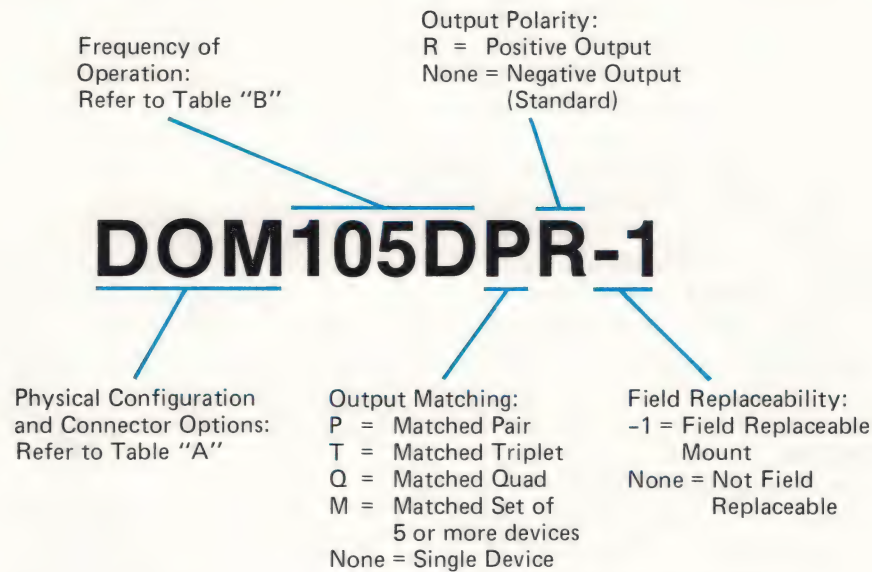 Frequency of
Operation:
Refer to Table "B"
Output Polarity:
R = Positive Output
None = Negative Output
(Standard)
DOM105DPR-1
Physical Configuration
and Connector Options:
Refer to Table "A"
Output Matching:
P = Matched Pair
T = Matched Triplet
Q = Matched Quad
M = Matched Set of
5 or more devices
None = Single Device
Field Replaceability:
-1 = Field Replaceable
Mount
None = Not Field
Replaceable